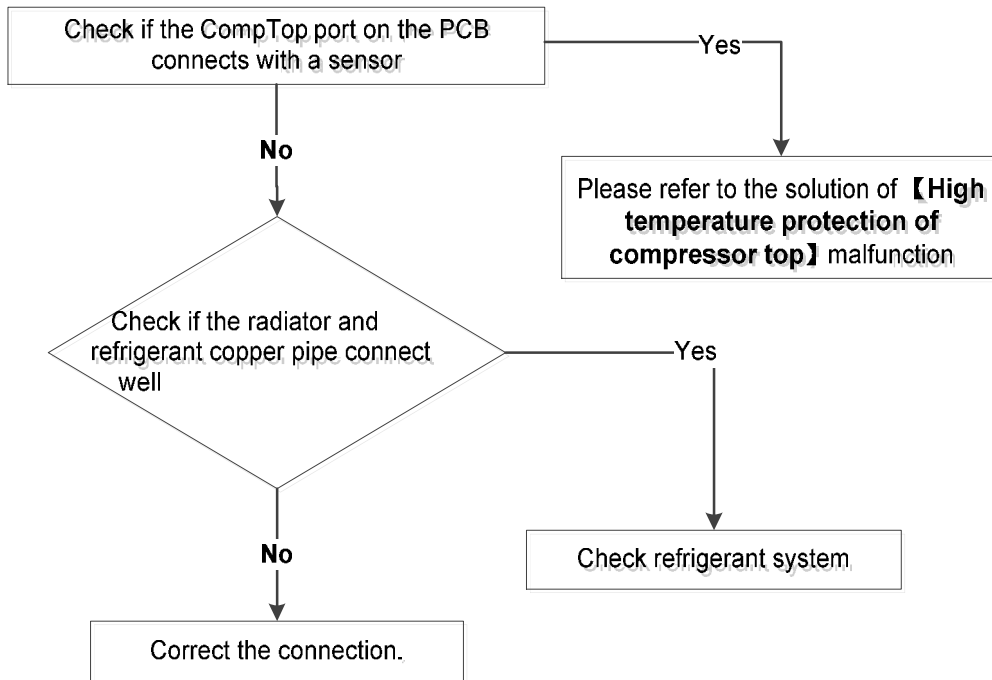 Check if the CompTop port on the PCB
connects with a sensor
Yes
No
Please refer to the solution of 【High
temperature protection of
compressor top】 malfunction
Check if the radiator and
refrigerant copper pipe connect
well
Yes
No
Check refrigerant system
Correct the connection.